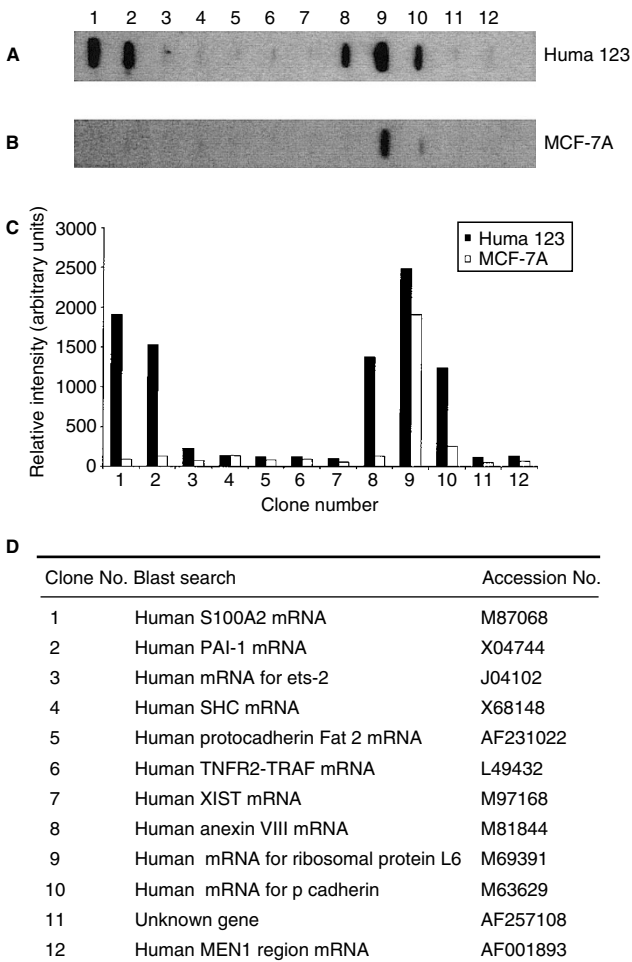 1 2 3 4 5 6 7 8 9 10 11 12
A Huma 123
B MCF-7A
C
Relative intensity (arbitrary units)
3000
2500
2000
1500
1000
500
0
Huma 123
MCF-7A
1 2 3 4 5 6 7 8 9 10 11 12
Clone number
D
Clone No. Blast search Accession No.
1 Human S100A2 mRNA M87068
2 Human PAI-1 mRNA X04744
3 Human mRNA for ets-2 J04102
4 Human SHC mRNA X68148
5 Human protocadherin Fat 2 mRNA AF231022
6 Human TNFR2-TRAF mRNA L49432
7 Human XIST mRNA M97168
8 Human anexin VIII mRNA M81844
9 Human mRNA for ribosomal protein L6 M69391
10 Human mRNA for p cadherin M63629
11 Unknown gene AF257108
12 Human MEN1 region mRNA AF001893